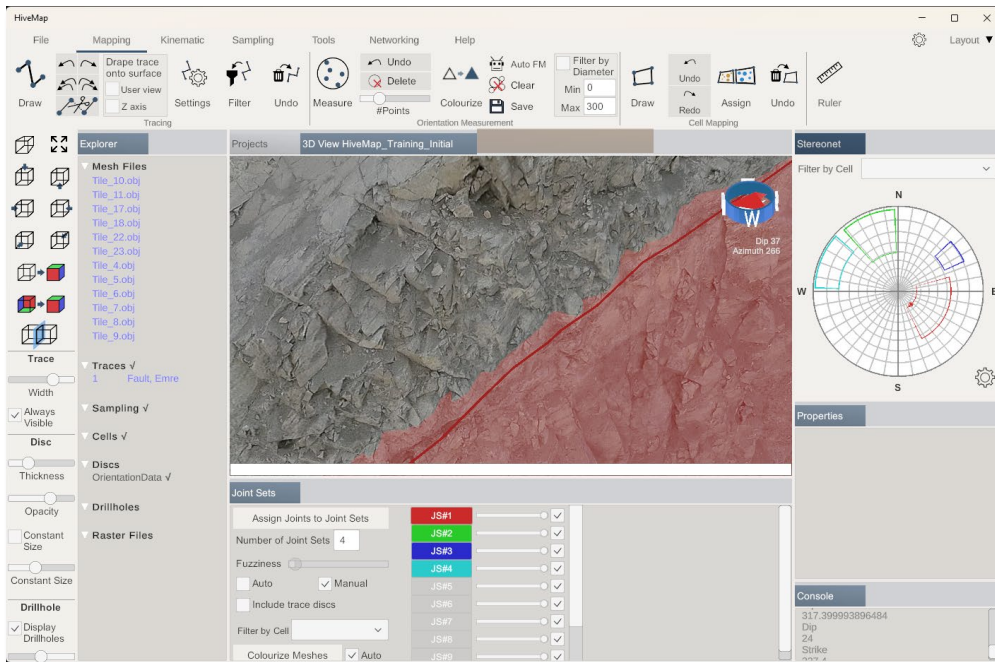 HiveMap
File
Mapping
Kinematic
Sampling
Tools
Networking
Help
Layout ▼
Drape trace
onto surface
User view
Z axis
Draw
Settings
Filter
Undo
Measure
Undo
Delete
#Points
Colourize
Auto FM
Clear
Save
Filter by
Diameter
Min 0
Max 300
Draw
Undo
Redo
Assign
Undo
Ruler
Tracing
Orientation Measurement
Cell Mapping
Explorer
Mesh Files
Tile_10.obj
Tile_11.obj
Tile_17.obj
Tile_18.obj
Tile_22.obj
Tile_23.obj
Tile_4.obj
Tile_5.obj
Tile_6.obj
Tile_7.obj
Tile_8.obj
Tile_9.obj
Traces √
1 Fault, Emre
Sampling √
Cells √
Discs
OrientationData √
Drillholes
Raster Files
Trace
Width
Always
Visible
Disc
Thickness
Opacity
Constant
Size
Constant Size
Drillhole
Display
Drillholes
Projects
3D View HiveMap_Training_Initial
W
Dip 37
Azimuth 266
Joint Sets
Assign Joints to Joint Sets
Number of Joint Sets 4
Fuzziness
Auto
Manual
Include trace discs
Filter by Cell
Colourize Meshes
Auto
JS#1
JS#2
JS#3
JS#4
JS#5
JS#6
JS#7
JS#8
JS#9
Stereonet
Filter by Cell
N
W
E
S
Properties
Console
317.399993896484
Dip
24
Strike